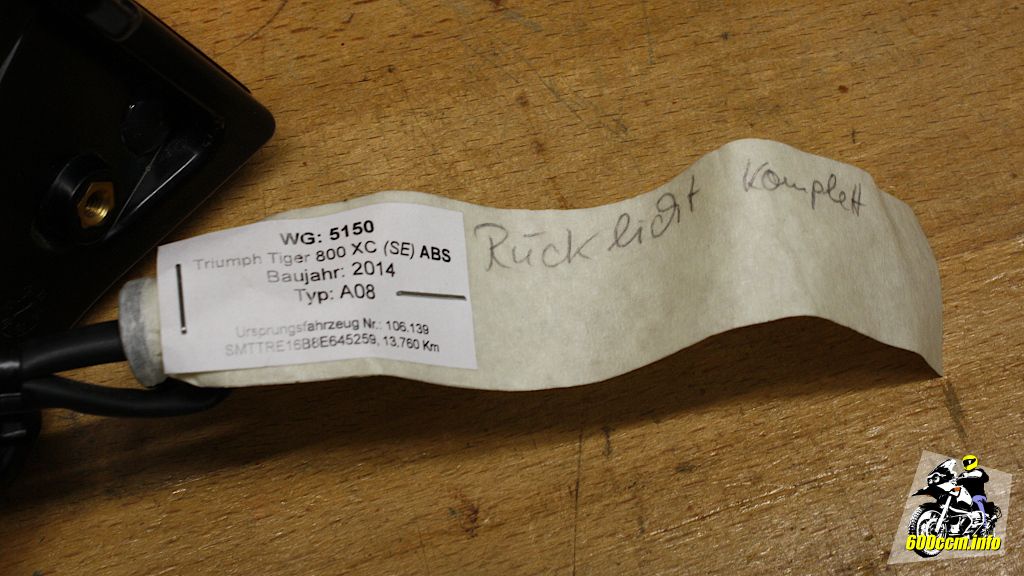 WG: 5150
Triumph Tiger 800 XC (SE) ABS
Baujahr: 2014
Typ: A08
Ursprungsfahrzeug Nr.: 106.139
SMTTRE16B8E645259, 13.760 Km
Rücklicht komplett
600ccm.info